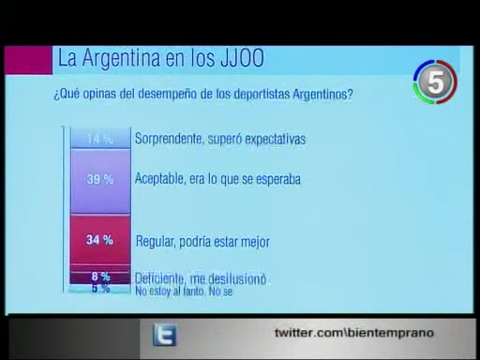 La Argentina en los JJOO
5
¿Qué opinas del desempeño de los deportistas Argentinos?
14 % Sorprendente, superó expectativas
39 % Aceptable, era lo que se esperaba
34 % Regular, podría estar mejor
8 % Deficiente, me desilusionó
5 % No estoy al tanto. No se
twitter.com\bientemprano